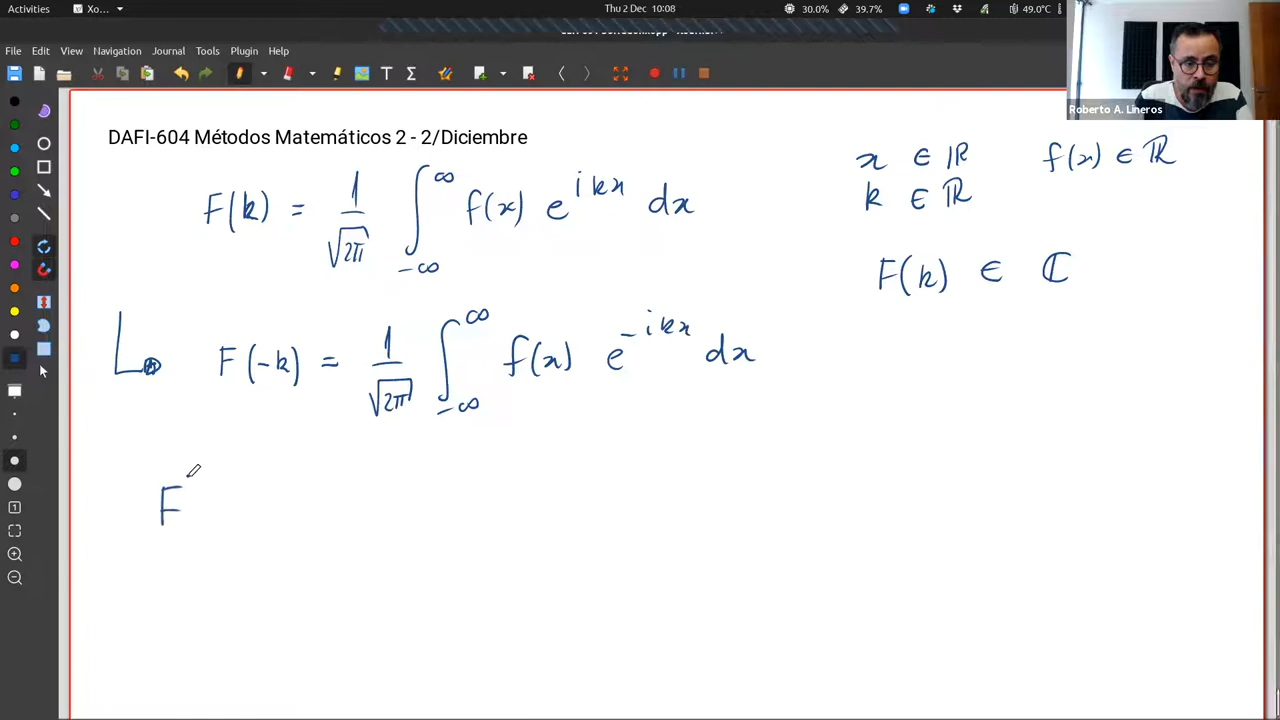 Activities Xo... Thu 2 Dec 10:08 30.0% 39.7% 49.0°C
File Edit View Navigation Journal Tools Plugin Help
Roberto A. Lineros
DAFI-604 Métodos Matemáticos 2 - 2/Diciembre
x ∈ ℝ f(x) ∈ ℝ
k ∈ ℝ
F(k) = 1/√2π ∫_{-∞}^{∞} f(x) e^{ikx} dx
F(k) ∈ ℂ
F(-k) = 1/√2π ∫_{-∞}^{∞} f(x) e^{-ikx} dx
F